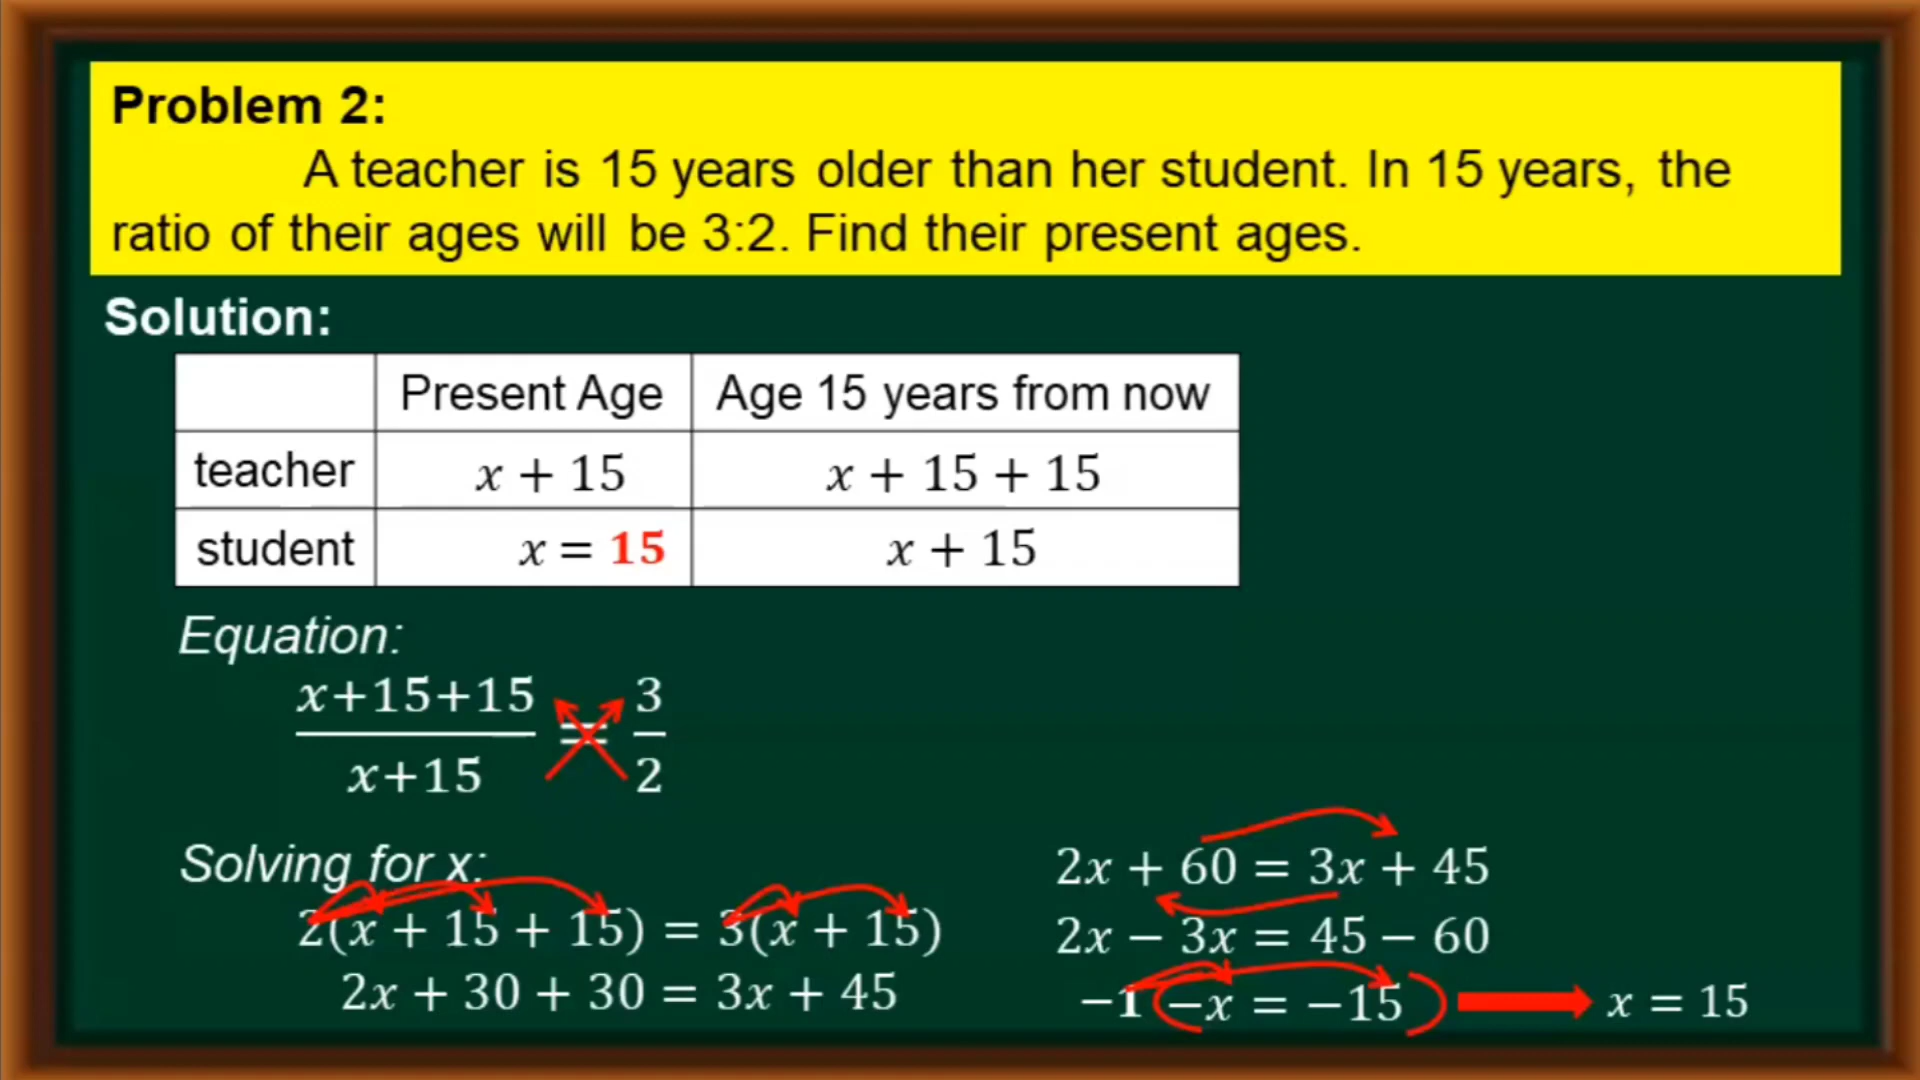 Problem 2:
A teacher is 15 years older than her student. In 15 years, the
ratio of their ages will be 3:2. Find their present ages.
Solution:
Present Age Age 15 years from now
teacher x + 15 x + 15 + 15
student x = 15 x + 15
Equation:
x+15+15 = 3
x+15 2
Solving for x:
2(x + 15 + 15) = 3(x + 15)
2x + 30 + 30 = 3x + 45
2x + 60 = 3x + 45
2x − 3x = 45 − 60
−1 (−x = −15) x = 15